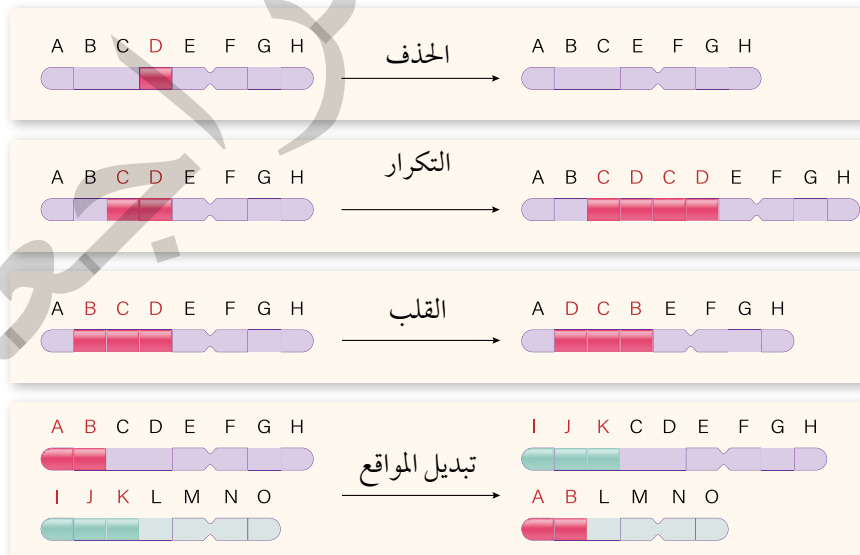 A B C D E F G H
الحذف
A B C E F G H
A B C D E F G H
التكرار
A B C D C D E F G H
A B C D E F G H
القلب
A D C B E F G H
A B C D E F G H
I J K L M N O
تبديل المواقع
I J K C D E F G H
A B L M N O